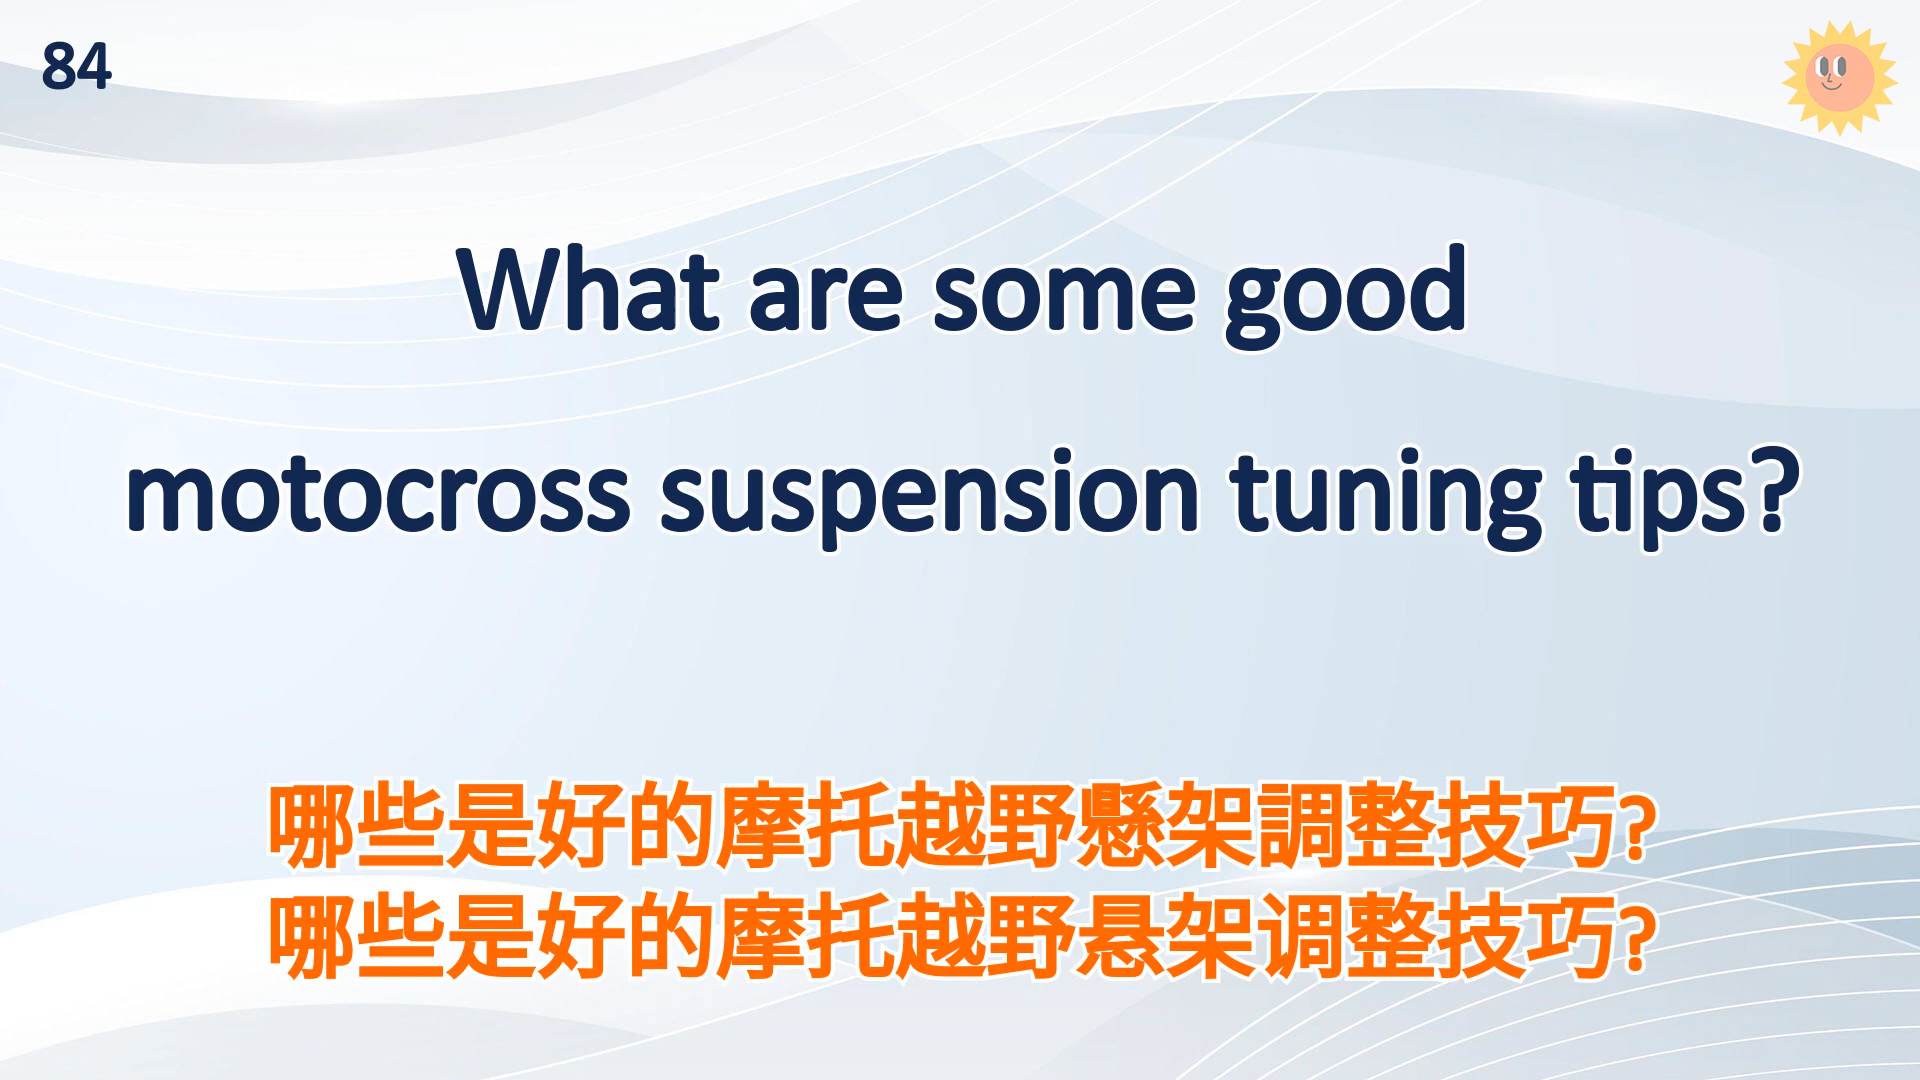 84
What are some good
motocross suspension tuning tips?
哪些是好的摩托越野懸架調整技巧?
哪些是好的摩托越野悬架调整技巧?